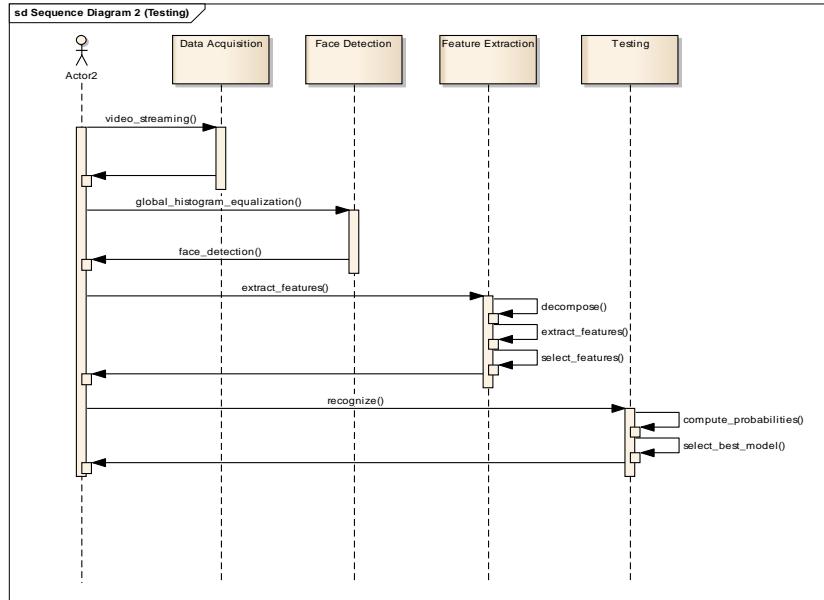 sd Sequence Diagram 2 (Testing)
Actor2
Data Acquisition
Face Detection
Feature Extraction
Testing
video_streaming()
global_histogram_equalization()
face_detection()
extract_features()
decompose()
extract_features()
select_features()
recognize()
compute_probabilities()
select_best_model()